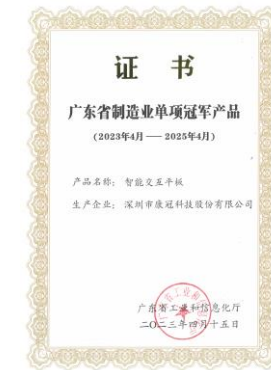 证 书
广东省制造业单项冠军产品
(2023年4月——2025年4月)
产品名称: 智能交互平板
生产企业: 深圳市康冠科技股份有限公司
广东省工业和信息化厅
二〇二三年四月十五日